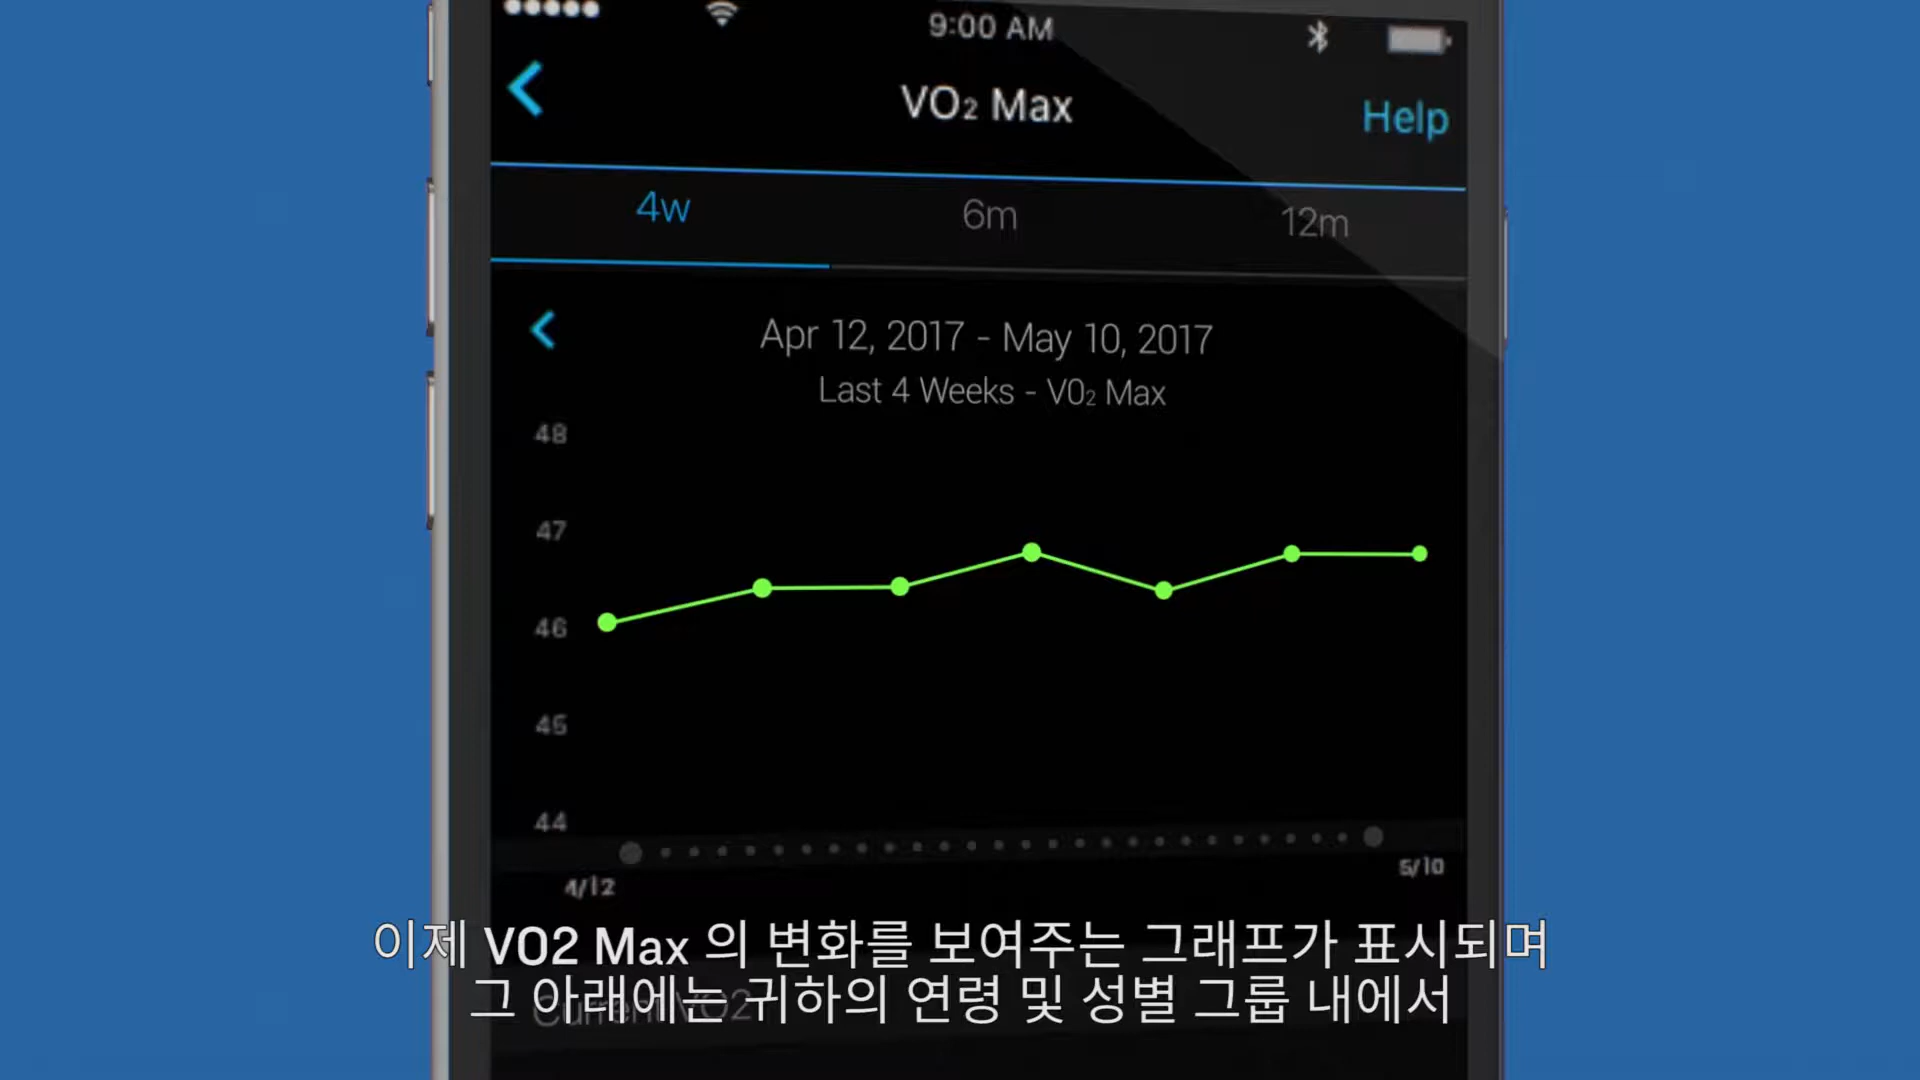 9:00 AM
VO₂ Max
Help
4w 6m 12m
Apr 12, 2017 - May 10, 2017
Last 4 Weeks - V0₂ Max
48
47
46
45
44
4/12 5/10
이제 VO2 Max 의 변화를 보여주는 그래프가 표시되며
그 아래에는 귀하의 연령 및 성별 그룹 내에서
Current VO2